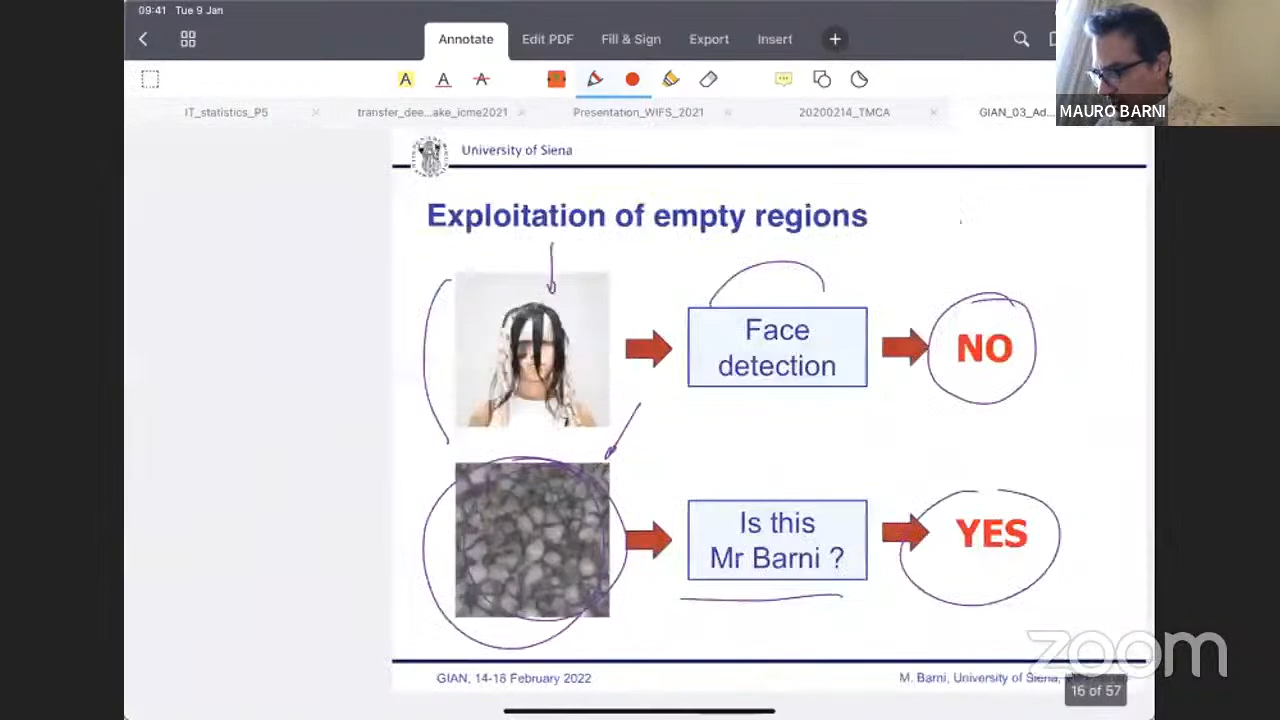 09:41 Tue 9 Jan
Annotate Edit PDF Fill & Sign Export Insert +
A A A
MAURO BARNI
IT_statistics_P5 transfer_dee...ake_icme2021 Presentation_WIFS_2021 20200214_TMCA GIAN_03_Ad...
University of Siena
Exploitation of empty regions
Face
detection
NO
Is this
Mr Barni ?
YES
zoom
GIAN, 14-18 February 2022
M. Barni, University of Siena,
16 of 57